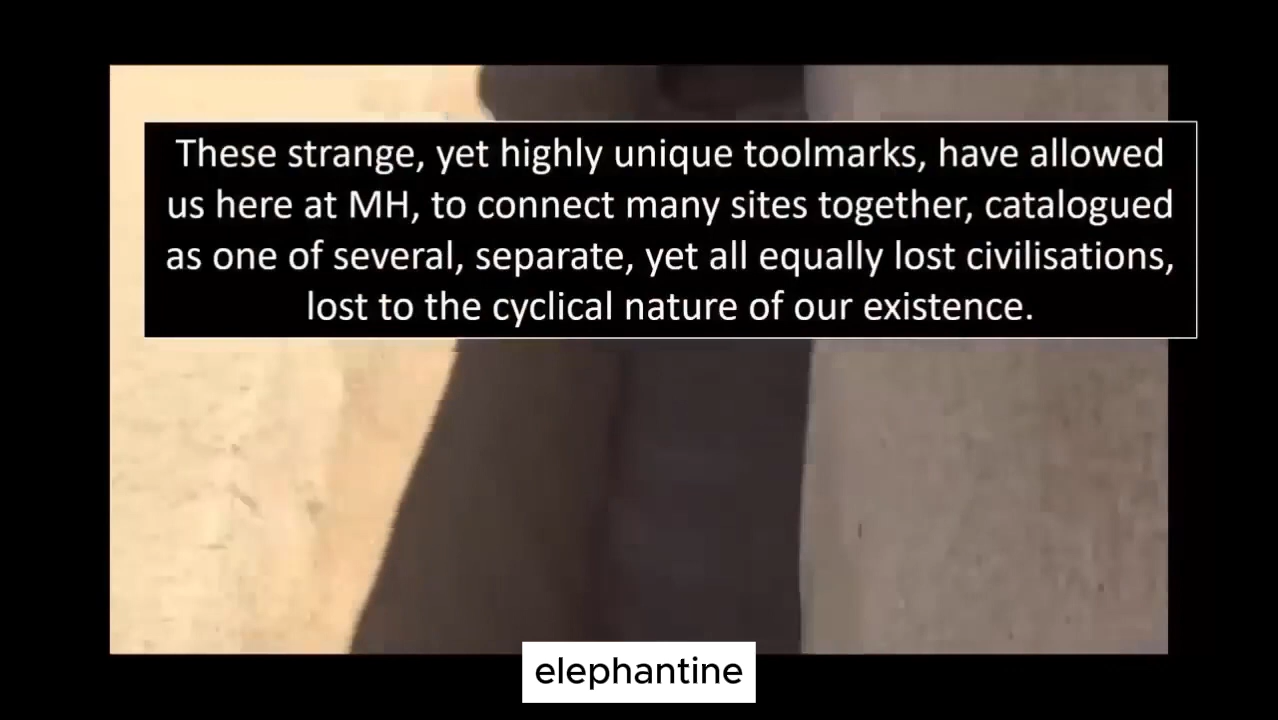 These strange, yet highly unique toolmarks, have allowed
us here at MH, to connect many sites together, catalogued
as one of several, separate, yet all equally lost civilisations,
lost to the cyclical nature of our existence.
elephantine